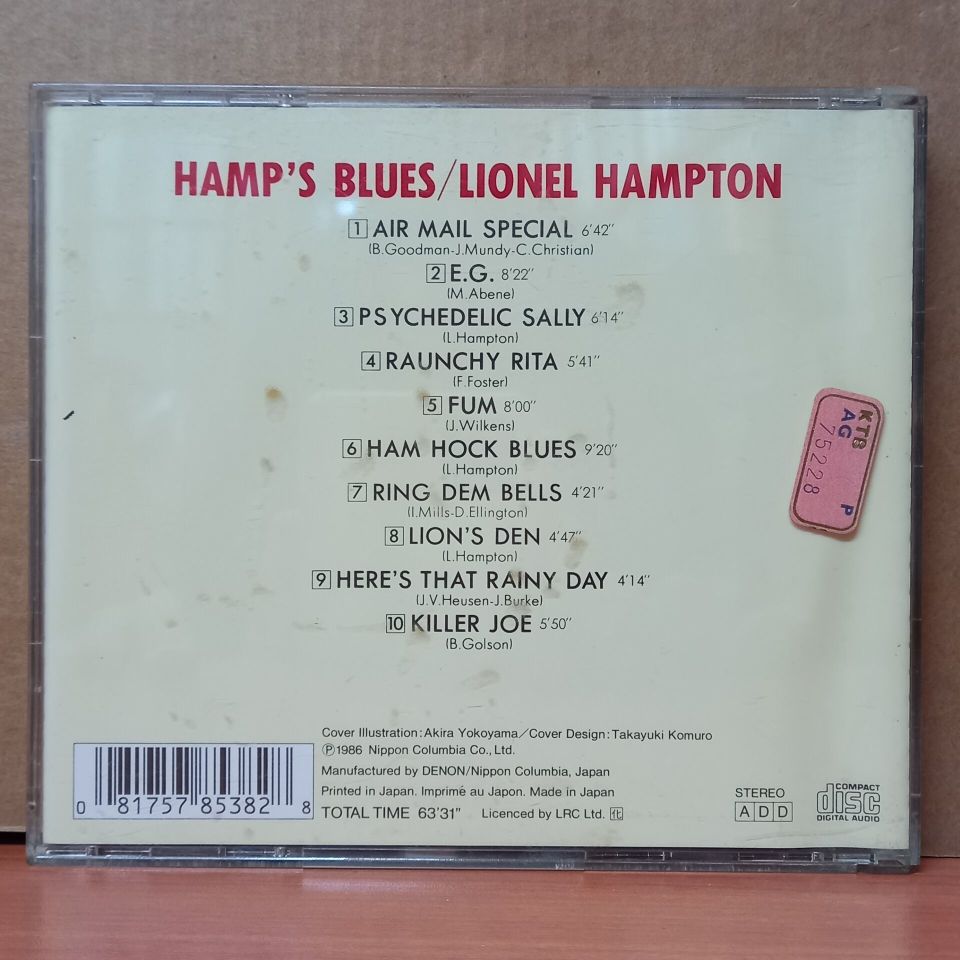 HAMP'S BLUES/LIONEL HAMPTON
1 AIR MAIL SPECIAL 6'42"
(B.Goodman-J.Mundy-C.Christian)
2 E.G. 8'22"
(M.Abene)
3 PSYCHEDELIC SALLY 6'14"
(L.Hampton)
4 RAUNCHY RITA 5'41"
(F.Foster)
5 FUM 8'00"
(J.Wilkens)
6 HAM HOCK BLUES 9'20"
(L.Hampton)
7 RING DEM BELLS 4'21"
(I.Mills-D.Ellington)
8 LION'S DEN 4'47"
(L.Hampton)
9 HERE'S THAT RAINY DAY 4'14"
(J.V.Heusen-J.Burke)
10 KILLER JOE 5'50"
(B.Golson)
KTB
AG P
75228
Cover Illustration:Akira Yokoyama/Cover Design:Takayuki Komuro
Ⓟ1986 Nippon Columbia Co.,Ltd.
Manufactured by DENON/Nippon Columbia, Japan
Printed in Japan. Imprimé au Japon. Made in Japan
TOTAL TIME 63'31" Licenced by LRC Ltd. 化
0 81757 85382 8
STEREO
ADD
COMPACT
disc
DIGITAL AUDIO